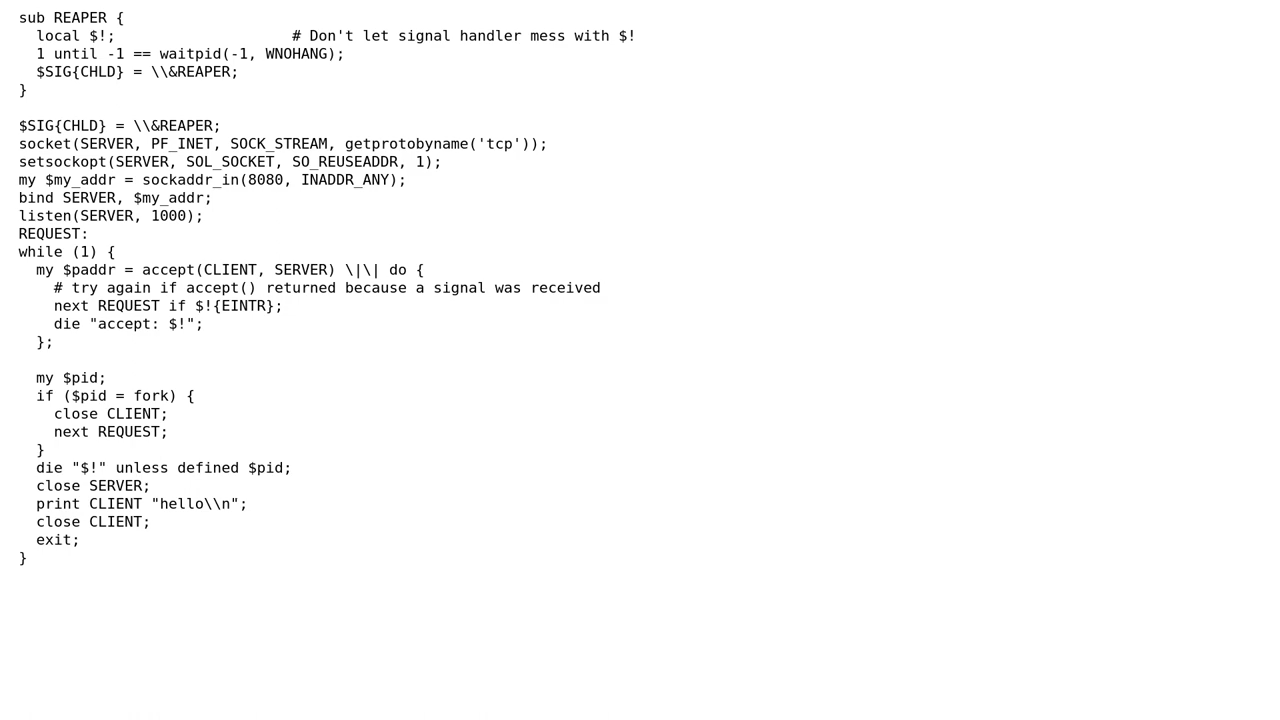 sub REAPER {
  local $!;                    # Don't let signal handler mess with $!
  1 until -1 == waitpid(-1, WNOHANG);
  $SIG{CHLD} = \\&REAPER;
}

$SIG{CHLD} = \\&REAPER;
socket(SERVER, PF_INET, SOCK_STREAM, getprotobyname('tcp'));
setsockopt(SERVER, SOL_SOCKET, SO_REUSEADDR, 1);
my $my_addr = sockaddr_in(8080, INADDR_ANY);
bind SERVER, $my_addr;
listen(SERVER, 1000);
REQUEST:
while (1) {
  my $paddr = accept(CLIENT, SERVER) \|\| do {
    # try again if accept() returned because a signal was received
    next REQUEST if $!{EINTR};
    die "accept: $!";
  };

  my $pid;
  if ($pid = fork) {
    close CLIENT;
    next REQUEST;
  }
  die "$!" unless defined $pid;
  close SERVER;
  print CLIENT "hello\\n";
  close CLIENT;
  exit;
}